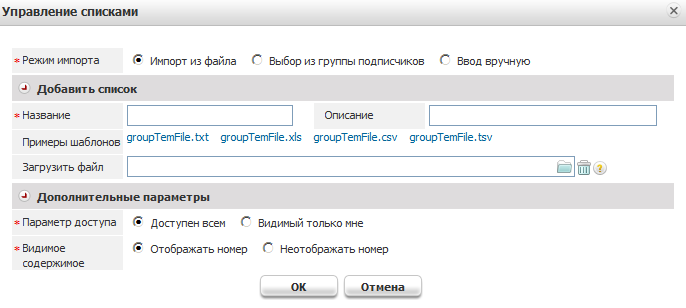 Управление списками
* Режим импорта Импорт из файла Выбор из группы подписчиков Ввод вручную
Добавить список
* Название Описание
Примеры шаблонов groupTemFile.txt groupTemFile.xls groupTemFile.csv groupTemFile.tsv
Загрузить файл ?
Дополнительные параметры
* Параметр доступа Доступен всем Видимый только мне
* Видимое Отображать номер Неотображать номер
содержимое
OK Отмена